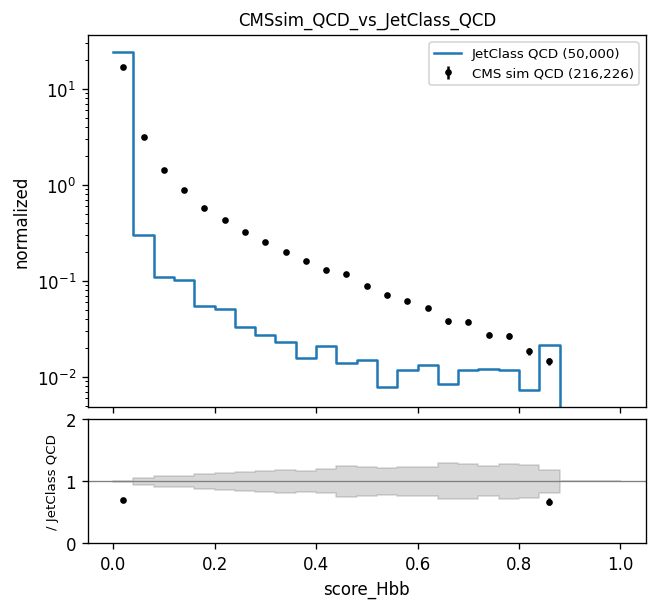 CMSsim_QCD_vs_JetClass_QCD
JetClass QCD (50,000)
CMS sim QCD (216,226)
normalized
10¹
10⁰
10⁻¹
10⁻²
/ JetClass QCD
2
1
0
0.0 0.2 0.4 0.6 0.8 1.0
score_Hbb